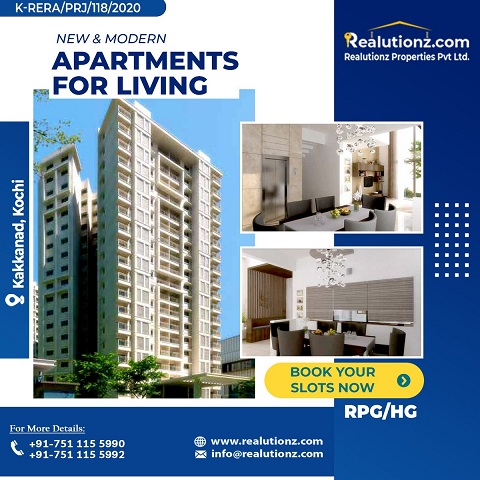 K-RERA/PRJ/118/2020
Realutionz.com
Realutionz Properties Pvt Ltd.
NEW & MODERN
APARTMENTS
FOR LIVING
Kakkanad, Kochi
BOOK YOUR
SLOTS NOW
RPG/HG
For More Details:
+91-751 115 5990
+91-751 115 5992
www.realutionz.com
info@realutionz.com